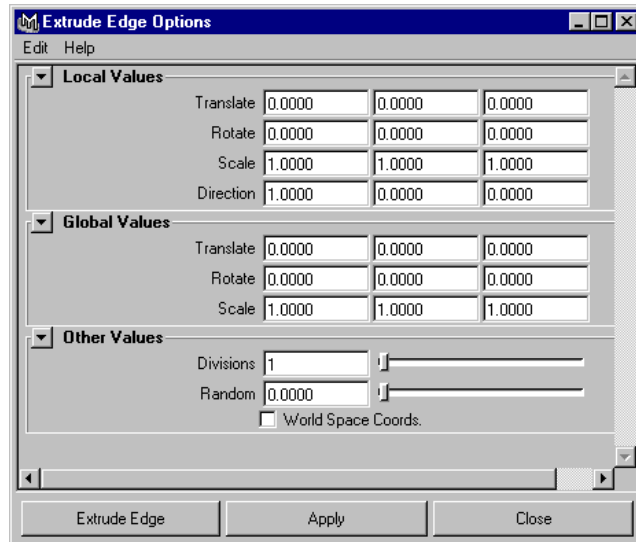 Extrude Edge Options
Edit Help
Local Values
Translate 0.0000 0.0000 0.0000
Rotate 0.0000 0.0000 0.0000
Scale 1.0000 1.0000 1.0000
Direction 1.0000 0.0000 0.0000
Global Values
Translate 0.0000 0.0000 0.0000
Rotate 0.0000 0.0000 0.0000
Scale 1.0000 1.0000 1.0000
Other Values
Divisions 1
Random 0.0000
World Space Coords.
Extrude Edge Apply Close